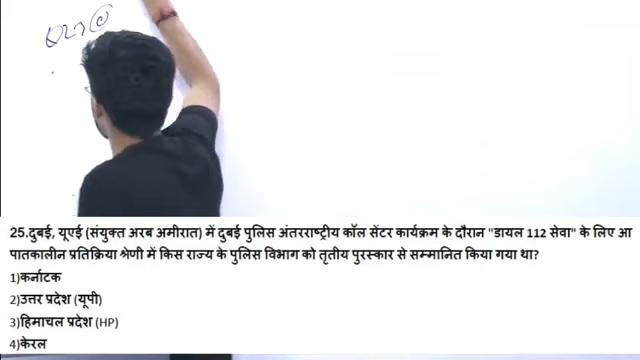 25.दुबई, यूएई (संयुक्त अरब अमीरात) में दुबई पुलिस अंतरराष्ट्रीय कॉल सेंटर कार्यक्रम के दौरान "डायल 112 सेवा" के लिए आ
पातकालीन प्रतिक्रिया श्रेणी में किस राज्य के पुलिस विभाग को तृतीय पुरस्कार से सम्मानित किया गया था?
1)कर्नाटक
2)उत्तर प्रदेश (यूपी)
3)हिमाचल प्रदेश (HP)
4)केरल